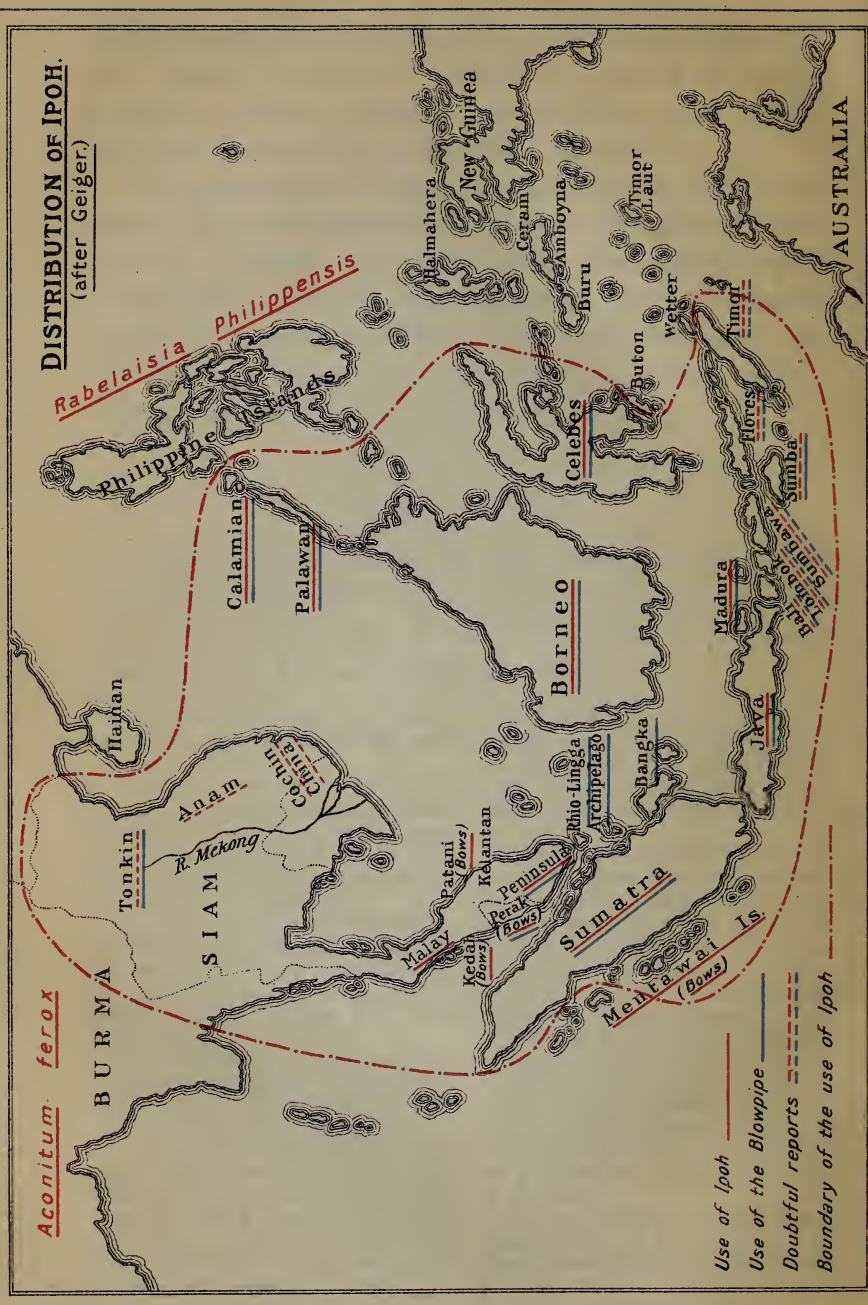 DISTRIBUTION OF IPOH.
(after Geiger.)
Aconitum ferox
Rabelaisia Philippensis
BURMA
SIAM
Tonkin
Anam
R. Mekong
Cochin
China
Hainan
Philippine Islands
Calamian
Palawan
Patani
(Bows)
Kelantan
Malay
Peninsula
Kedah
(Bows)
Perak
(Bows)
Sumatra
Mentawai Is.
(Bows)
Rhio-Lingga
Archipelago
Bangka
Borneo
Celebes
Buton
Java
Madura
Bali
Lombok
Sumbawa
Sumba
Flores
Timor
Wetter
Timor
Laut
Buru
Amboyna
Ceram
Halmahera
New Guinea
AUSTRALIA
Use of Ipoh
Use of the Blowpipe
Doubtful reports
Boundary of the use of Ipoh